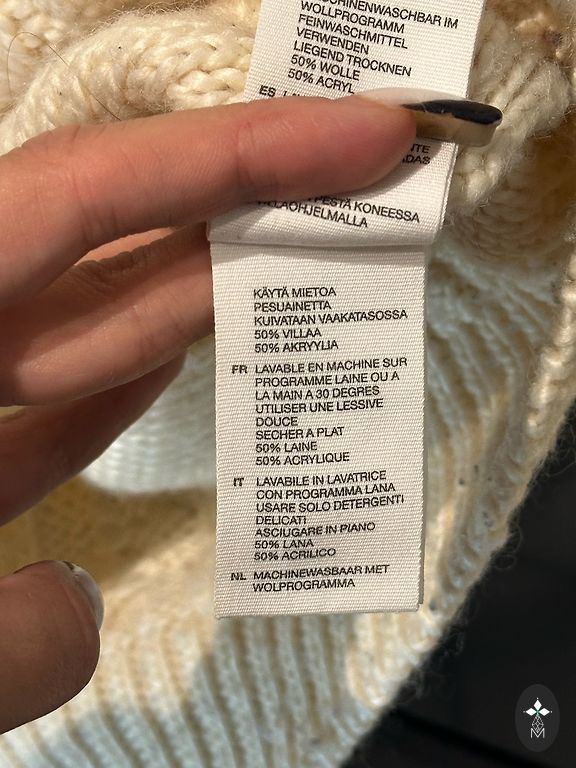 WOLLPROGRAMM
FEINWASCHMITTEL
VERWENDEN
LIEGEND TROCKNEN
50% WOLLE
50% ACRYL
ES
KONEESSA
KÄYTÄ MIETOA
PESUAINETTA
KUIVATAAN VAAKATASOSSA
50% VILLAA
50% AKRYYLIA
FR LAVABLE EN MACHINE SUR
PROGRAMME LAINE OU A
LA MAIN A 30 DEGRES
UTILISER UNE LESSIVE
DOUCE
SECHER A PLAT
50% LAINE
50% ACRYLIQUE
IT LAVABILE IN LAVATRICE
CON PROGRAMMA LANA
USARE SOLO DETERGENTI
DELICATI
ASCIUGARE IN PIANO
50% LANA
50% ACRILICO
NL MACHINEWASBAAR MET
WOLPROGRAMMA